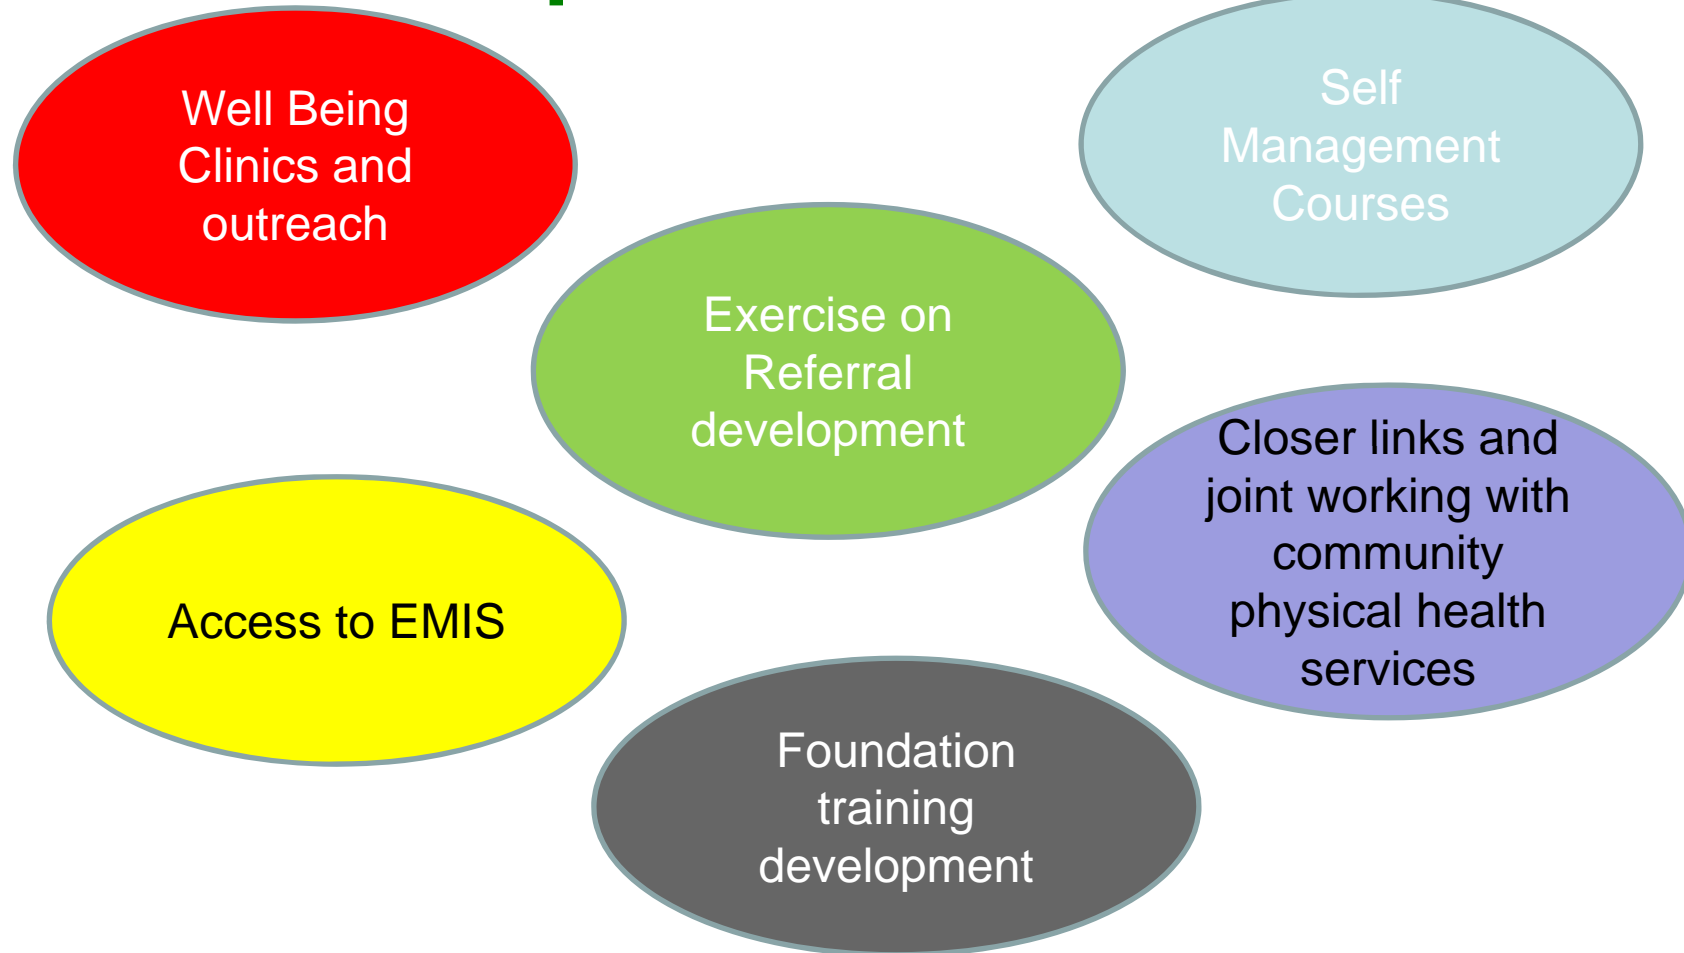 Well Being
Clinics and
outreach
Self
Management
Courses
Exercise on
Referral
development
Closer links and
joint working with
community
physical health
services
Access to EMIS
Foundation
training
development